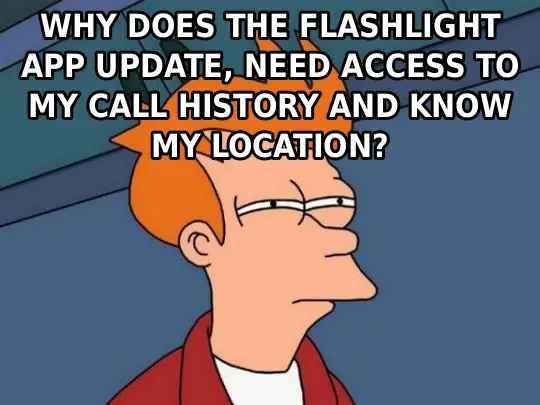 WHY DOES THE FLASHLIGHT
APP UPDATE, NEED ACCESS TO
MY CALL HISTORY AND KNOW
MY LOCATION?